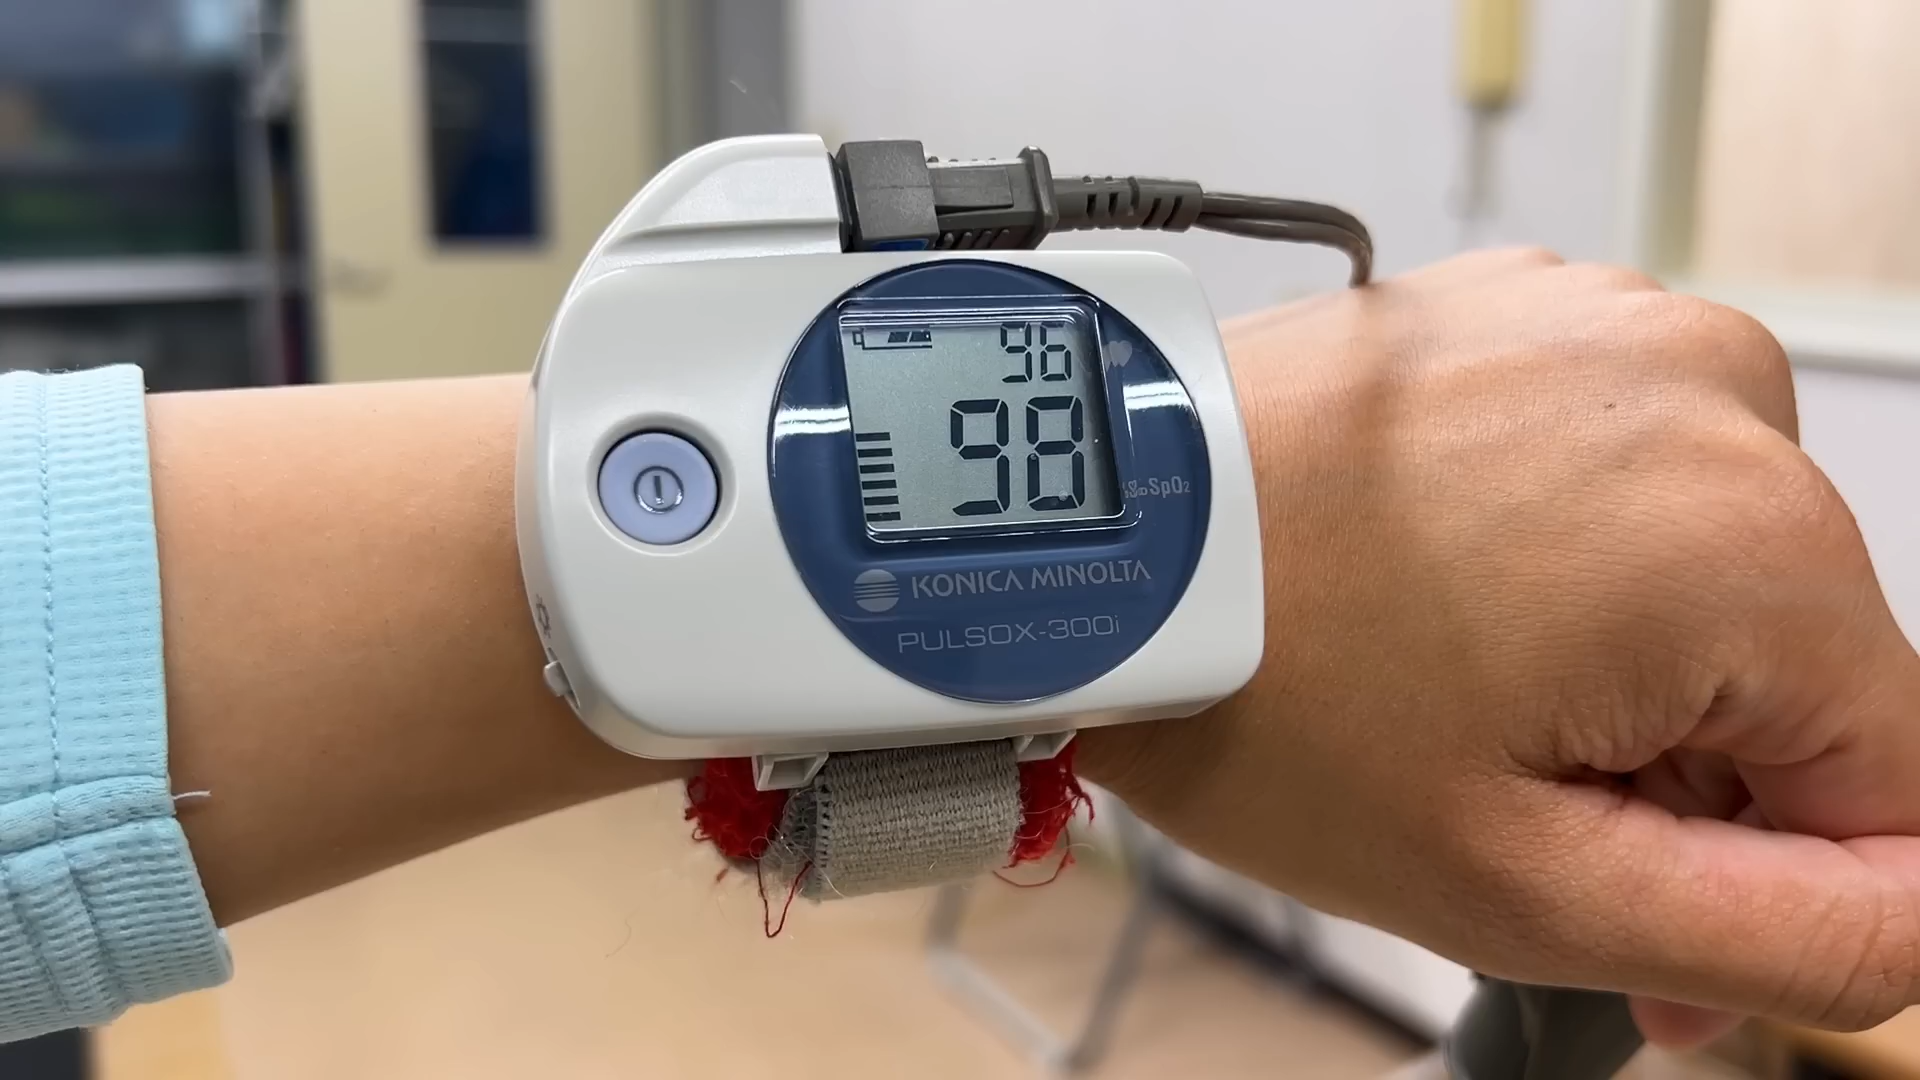 96
98
%SpO₂
KONICA MINOLTA
PULSOX-300i